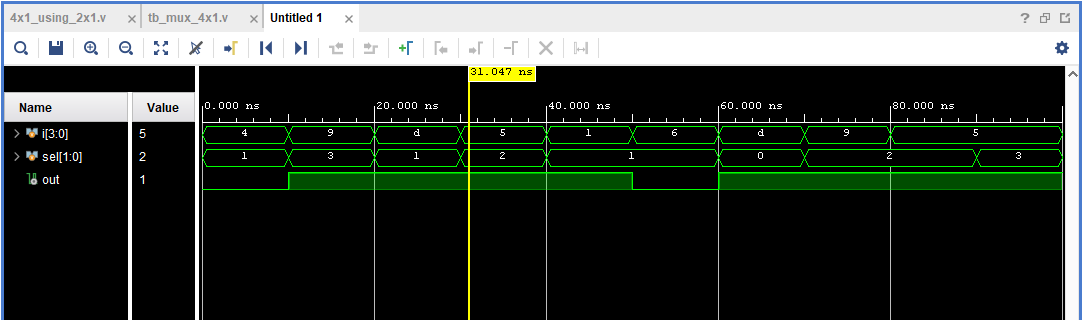 4x1_using_2x1.v × tb_mux_4x1.v × Untitled 1 × ?
31.047 ns
Name Value 0.000 ns 20.000 ns 40.000 ns 60.000 ns 80.000 ns
i[3:0] 5 4 9 d 5 1 6 d 9 5
sel[1:0] 2 1 3 1 2 1 0 2 3
out 1